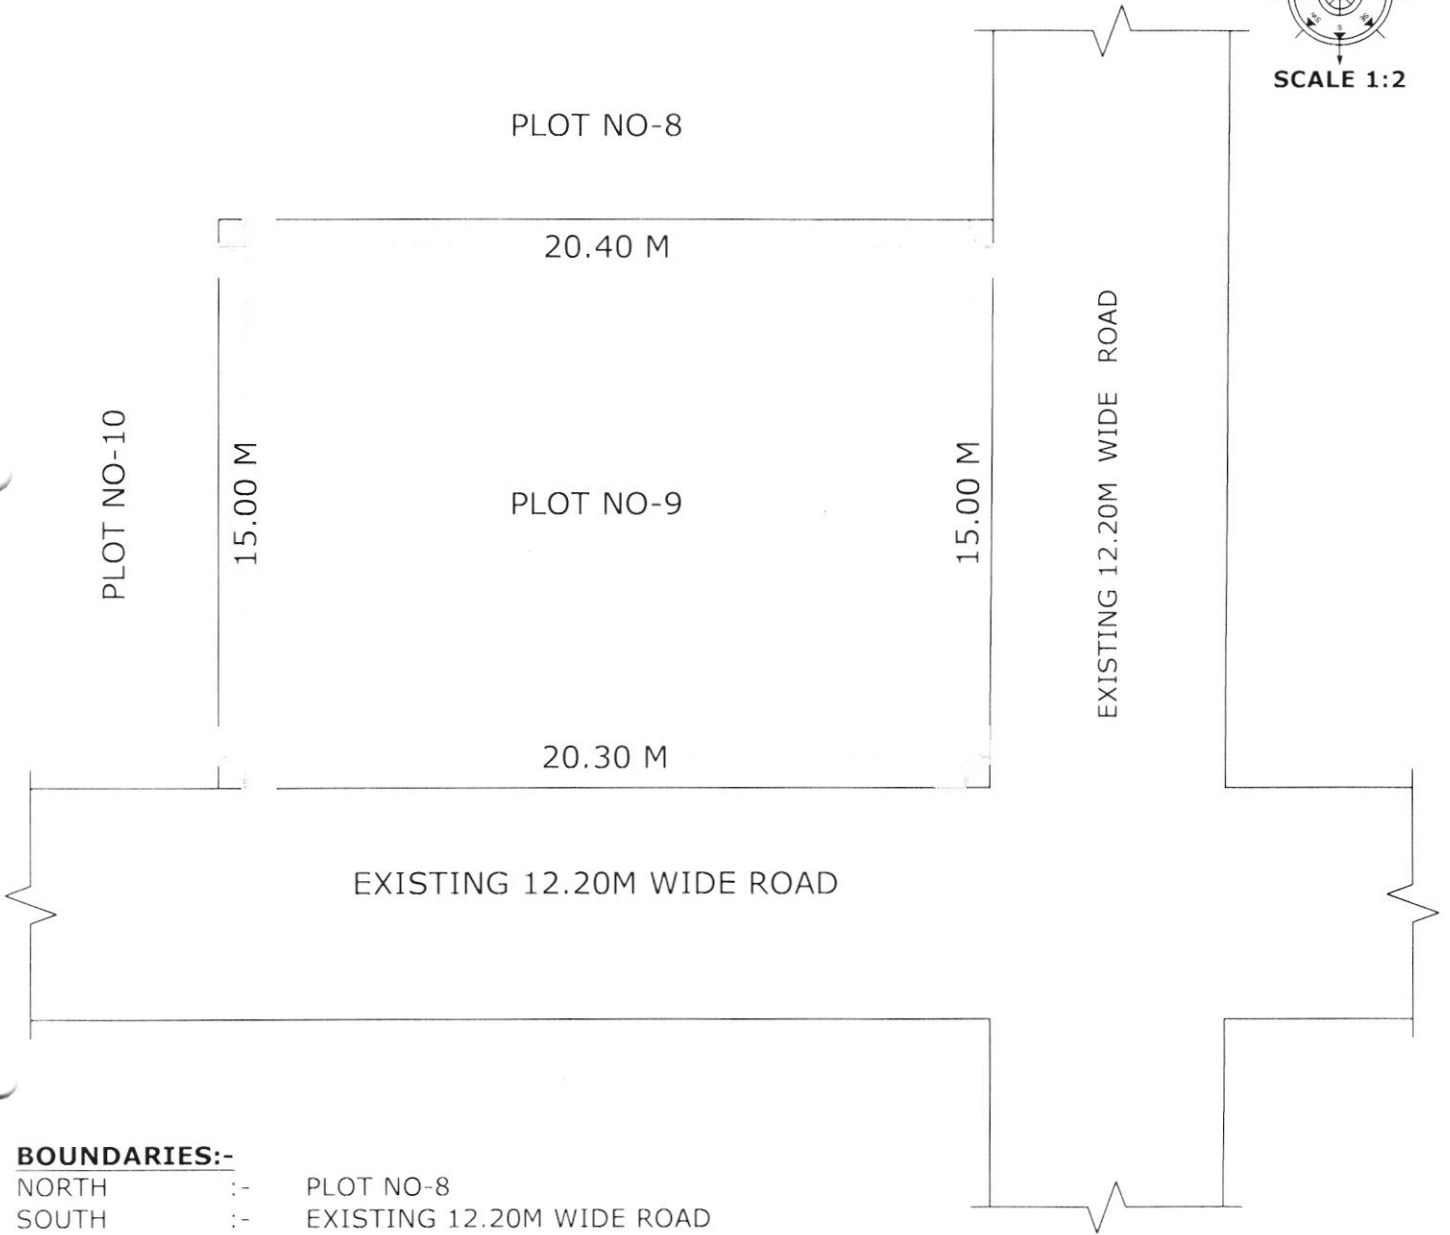 SW
S
SE
SCALE 1:2
PLOT NO-8
20.40 M
PLOT NO-10
15.00 M
PLOT NO-9
15.00 M
EXISTING 12.20M WIDE ROAD
20.30 M
EXISTING 12.20M WIDE ROAD
BOUNDARIES:-
NORTH :- PLOT NO-8
SOUTH :- EXISTING 12.20M WIDE ROAD